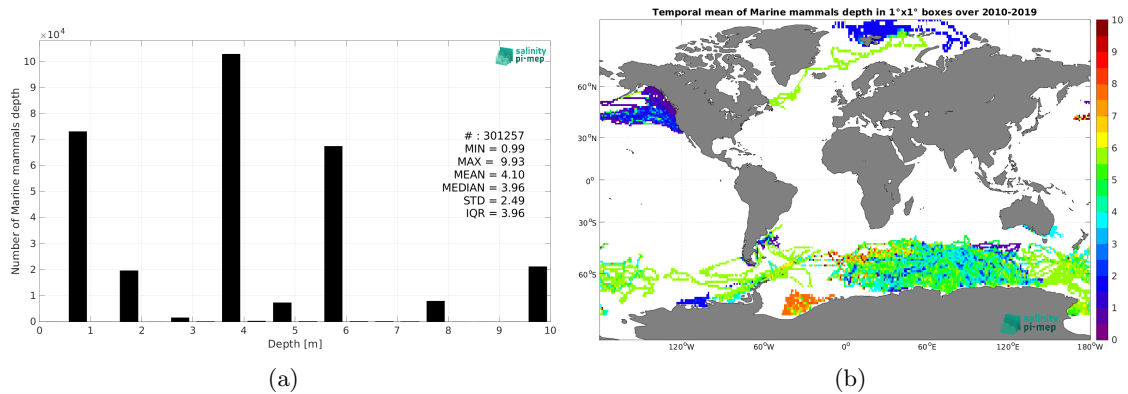 ×10⁴
10
9
8
7
6
5
4
3
2
1
0
Number of Marine mammals depth
salinity
pi-mep
# : 301257
MIN = 0.99
MAX = 9.93
MEAN = 4.10
MEDIAN = 3.96
STD = 2.49
IQR = 3.96
0 1 2 3 4 5 6 7 8 9 10
Depth [m]
(a)
Temporal mean of Marine mammals depth in 1°x1° boxes over 2010-2019
60°N
30°N
0°
30°S
60°S
120°W 60°W 0° 60°E 120°E 180°W
salinity
pi-mep
10
9
8
7
6
5
4
3
2
1
0
(b)